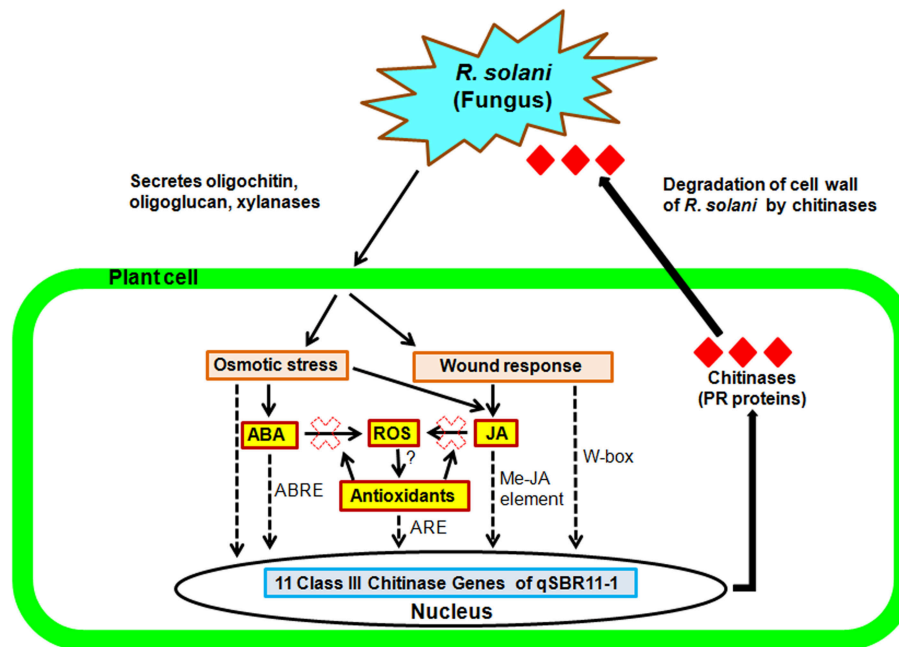 R. solani
(Fungus)
Secretes oligochitin,
oligoglucan, xylanases
Degradation of cell wall
of R. solani by chitinases
Plant cell
Osmotic stress
Wound response
Chitinases
(PR proteins)
ABA
ROS
JA
?
W-box
ABRE
Antioxidants
Me-JA
element
ARE
11 Class III Chitinase Genes of qSBR11-1
Nucleus